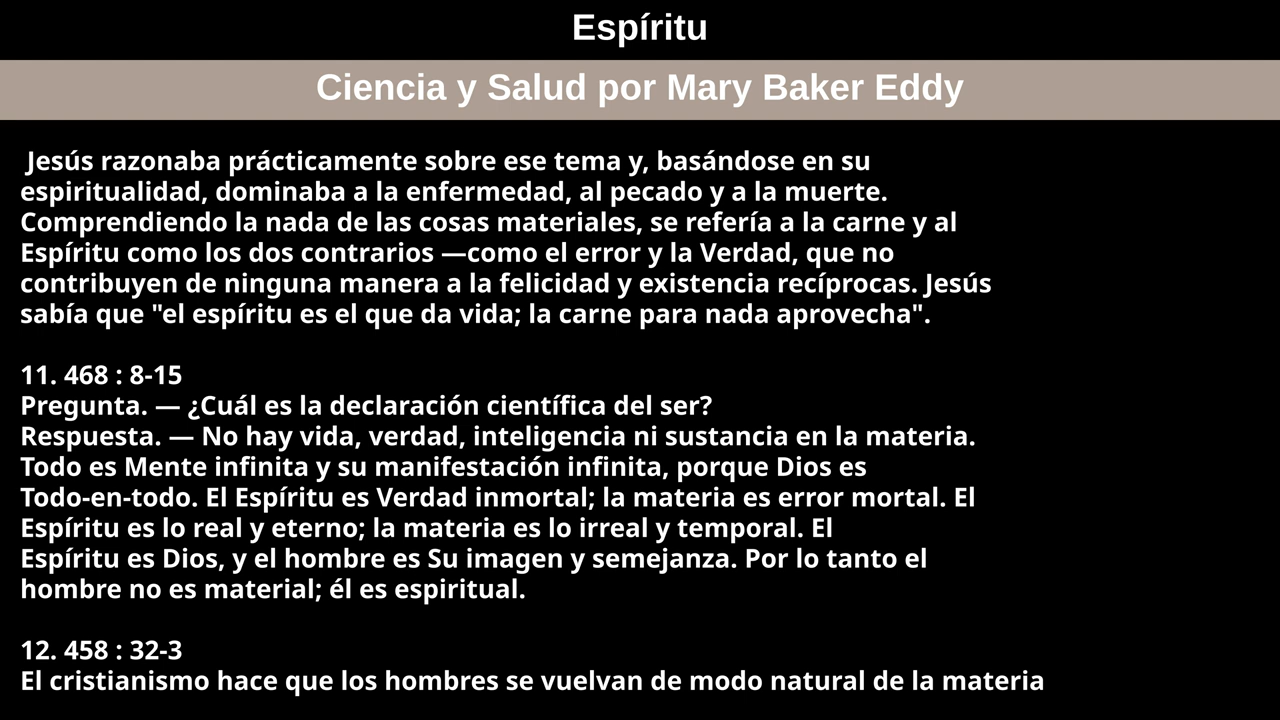 Espíritu
Ciencia y Salud por Mary Baker Eddy
Jesús razonaba prácticamente sobre ese tema y, basándose en su
espiritualidad, dominaba a la enfermedad, al pecado y a la muerte.
Comprendiendo la nada de las cosas materiales, se refería a la carne y al
Espíritu como los dos contrarios —como el error y la Verdad, que no
contribuyen de ninguna manera a la felicidad y existencia recíprocas. Jesús
sabía que "el espíritu es el que da vida; la carne para nada aprovecha".
11. 468 : 8-15
Pregunta. — ¿Cuál es la declaración científica del ser?
Respuesta. — No hay vida, verdad, inteligencia ni sustancia en la materia.
Todo es Mente infinita y su manifestación infinita, porque Dios es
Todo-en-todo. El Espíritu es Verdad inmortal; la materia es error mortal. El
Espíritu es lo real y eterno; la materia es lo irreal y temporal. El
Espíritu es Dios, y el hombre es Su imagen y semejanza. Por lo tanto el
hombre no es material; él es espiritual.
12. 458 : 32-3
El cristianismo hace que los hombres se vuelvan de modo natural de la materia